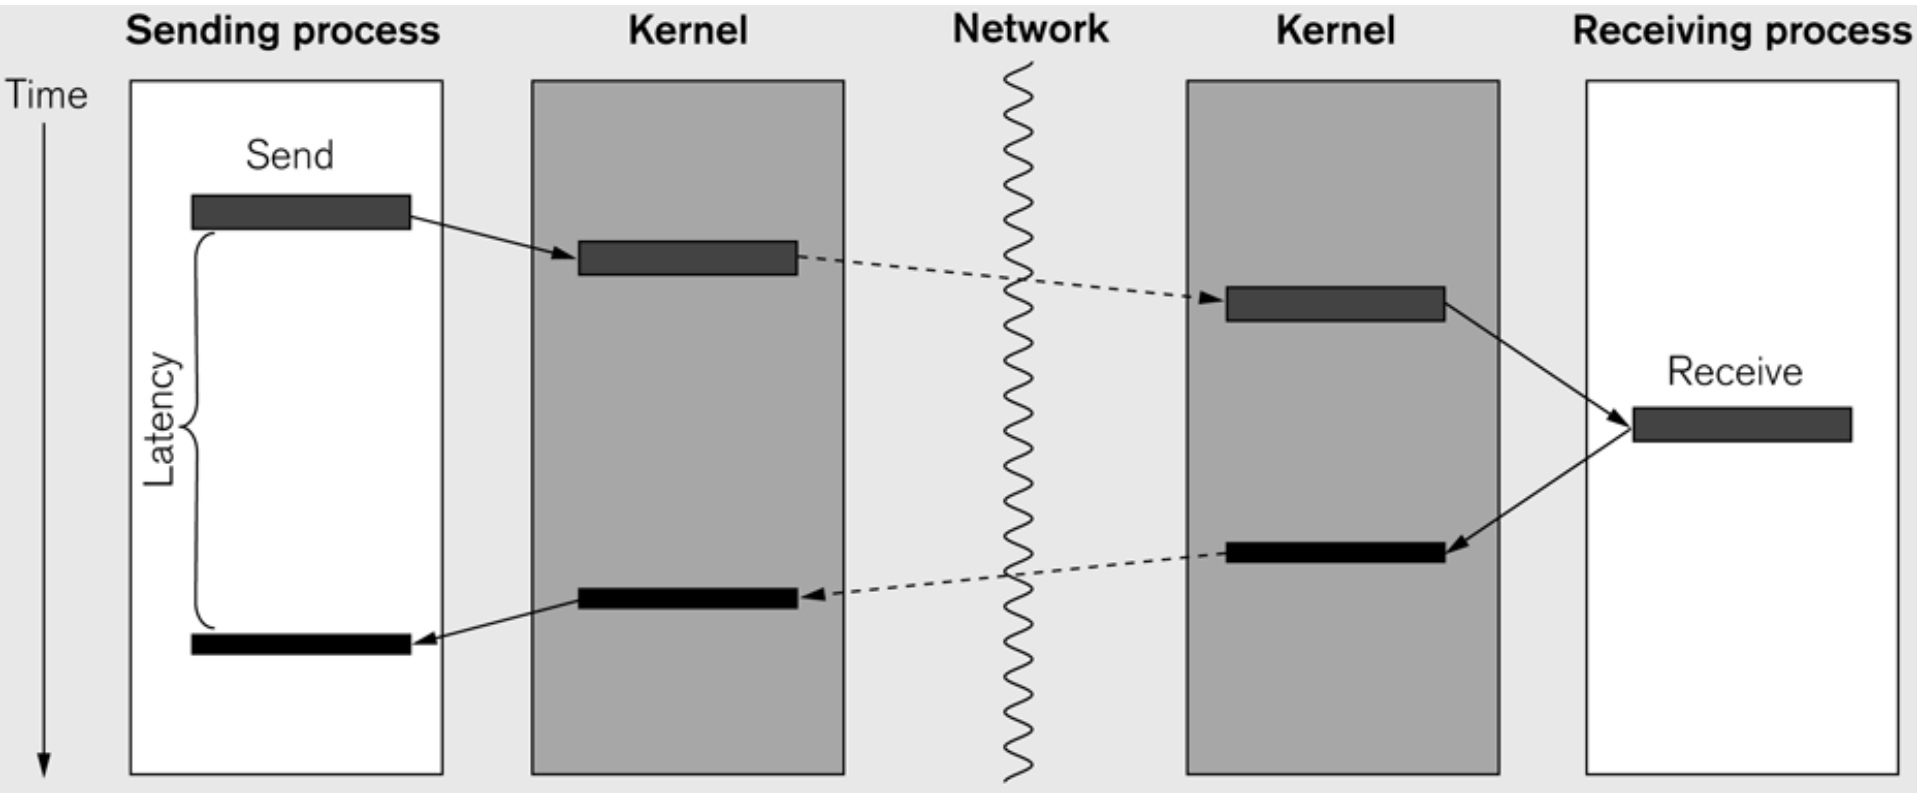 Sending process
Kernel
Network
Kernel
Receiving process
Time
Send
Receive
Latency